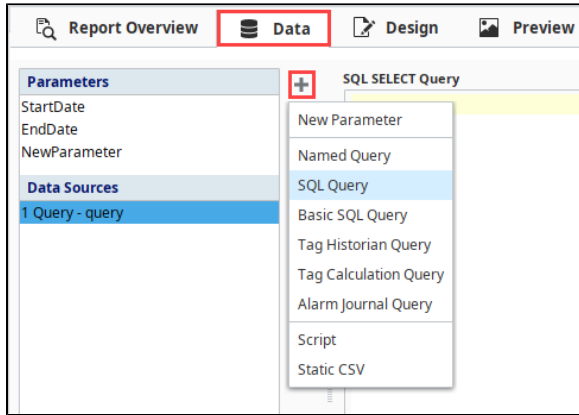 Report Overview
Data
Design
Preview
Parameters
StartDate
EndDate
NewParameter
Data Sources
1 Query - query
SQL SELECT Query
New Parameter
Named Query
SQL Query
Basic SQL Query
Tag Historian Query
Tag Calculation Query
Alarm Journal Query
Script
Static CSV